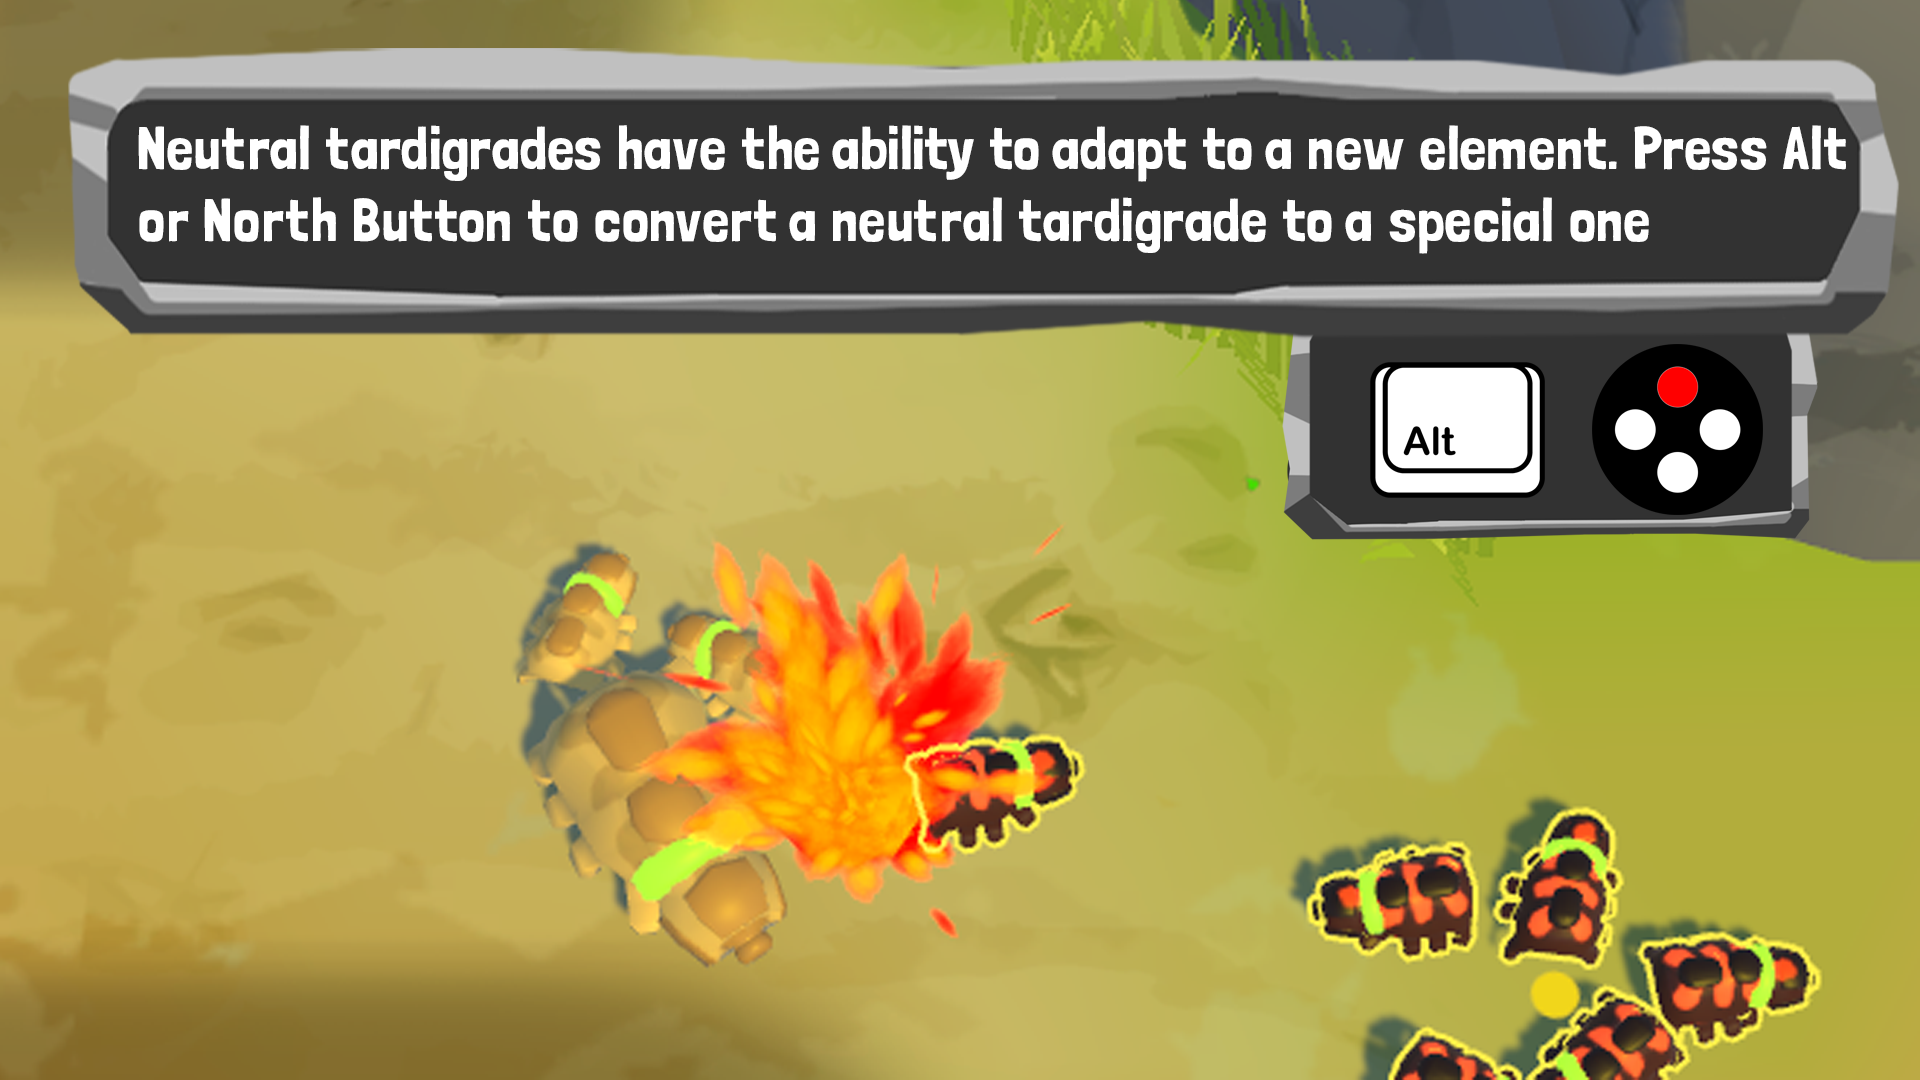 Neutral tardigrades have the ability to adapt to a new element. Press Alt
or North Button to convert a neutral tardigrade to a special one
Alt